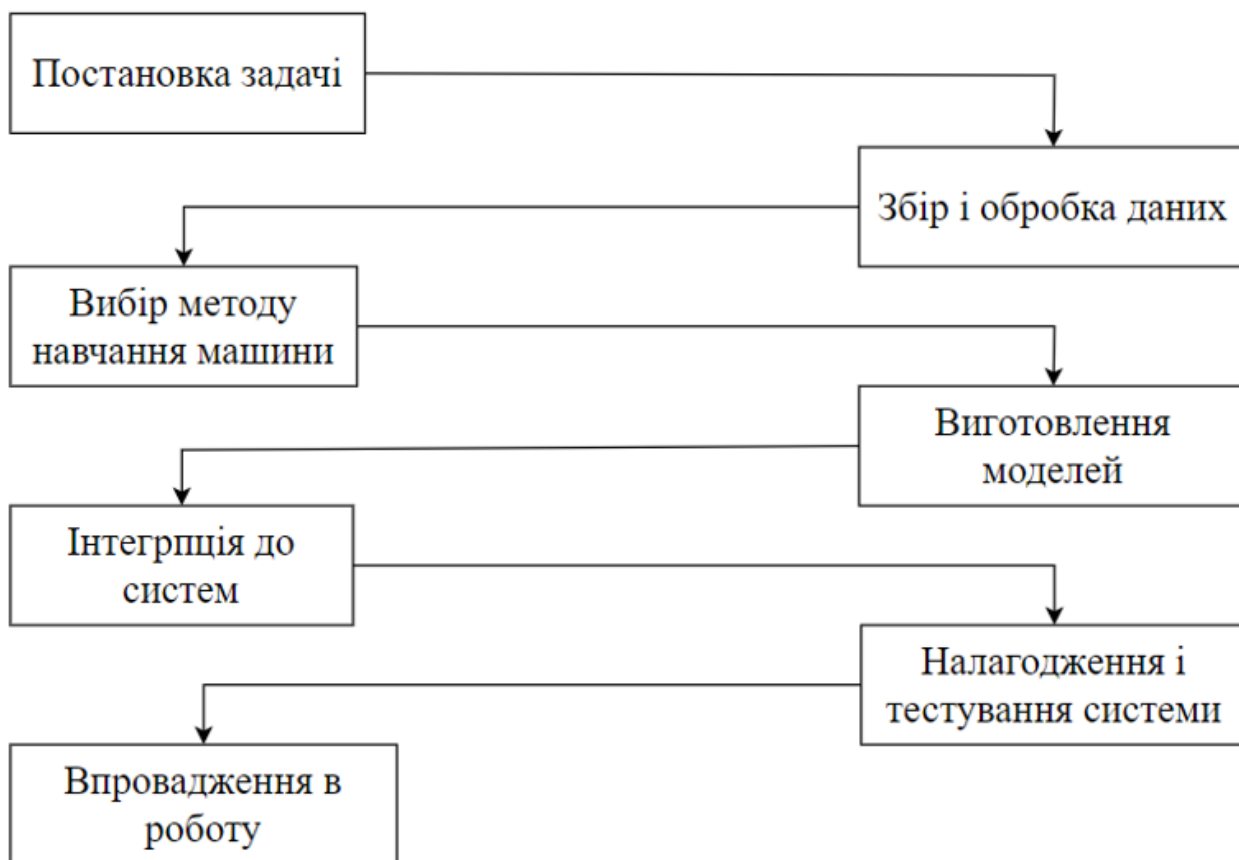 Постановка задачі
Збір і обробка даних
Вибір методу
навчання машини
Виготовлення
моделей
Інтегрпція до
систем
Налагодження і
тестування системи
Впровадження в
роботу